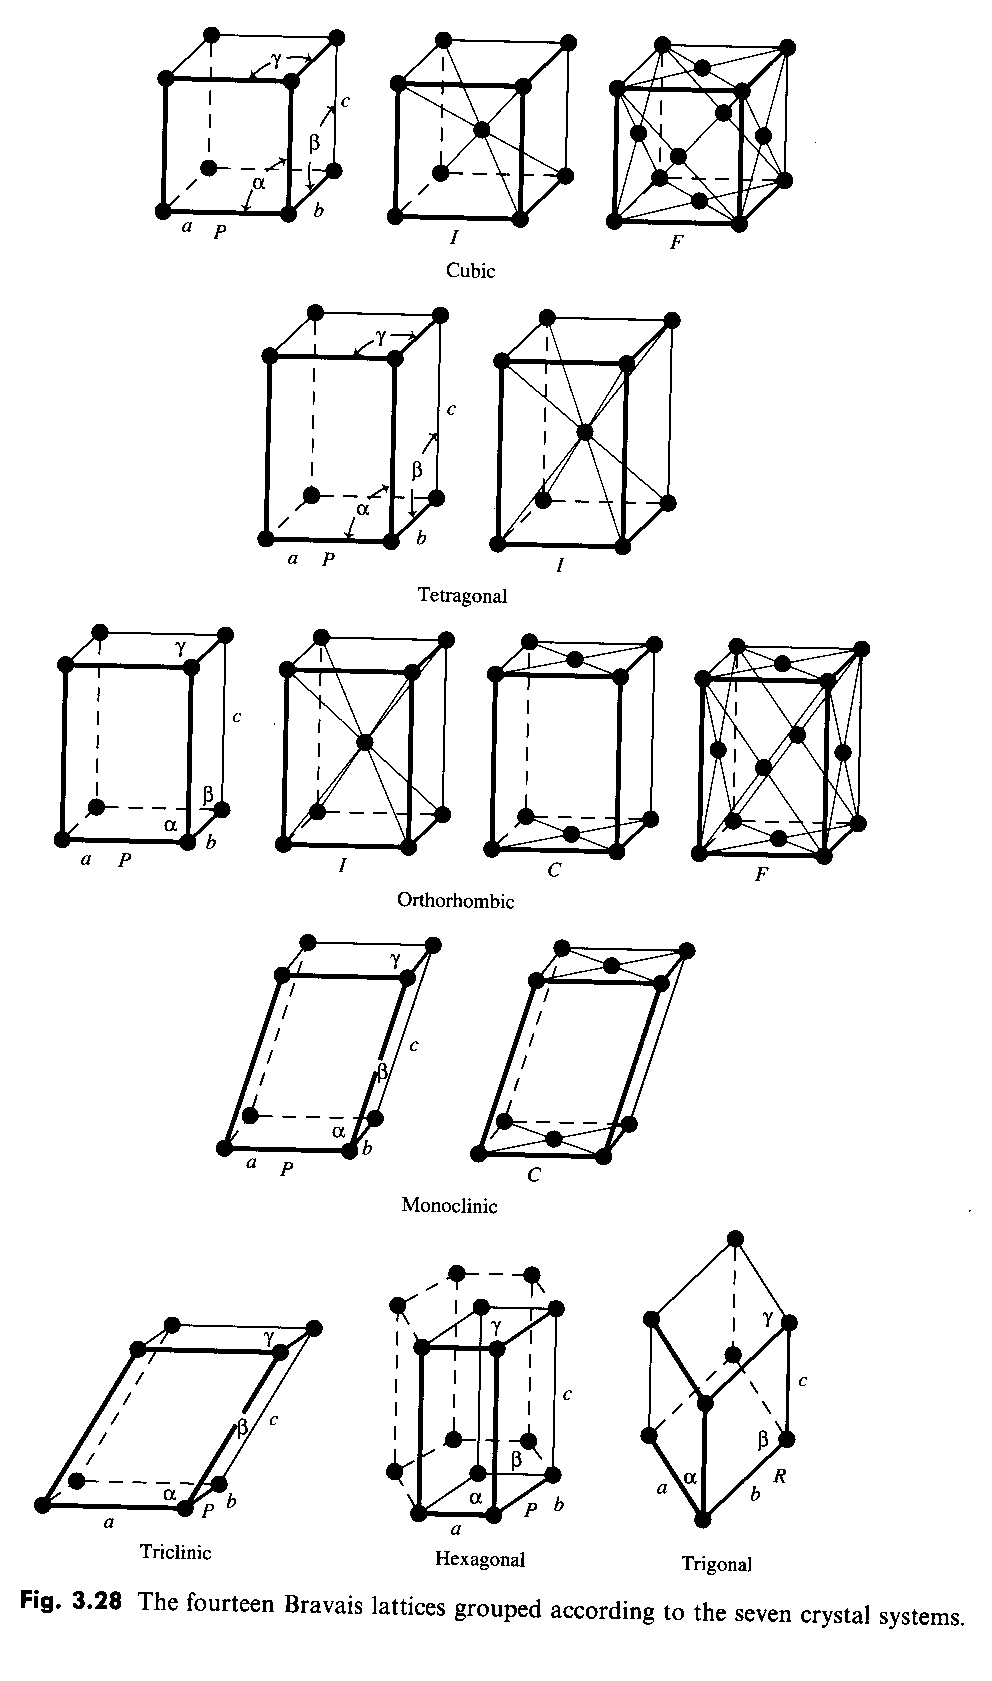 γ
c
β
α
b
a P
I
F
Cubic
γ
c
β
α
b
a P
I
Tetragonal
γ
c
β
α
b
a P
I
C
F
Orthorhombic
γ
c
β
α
b
a P
C
Monoclinic
γ
c
β
α
b
P
a
Triclinic
γ
c
β
α
P b
a
Hexagonal
γ
c
β
α
R
a
b
Trigonal
Fig. 3.28 The fourteen Bravais lattices grouped according to the seven crystal systems.